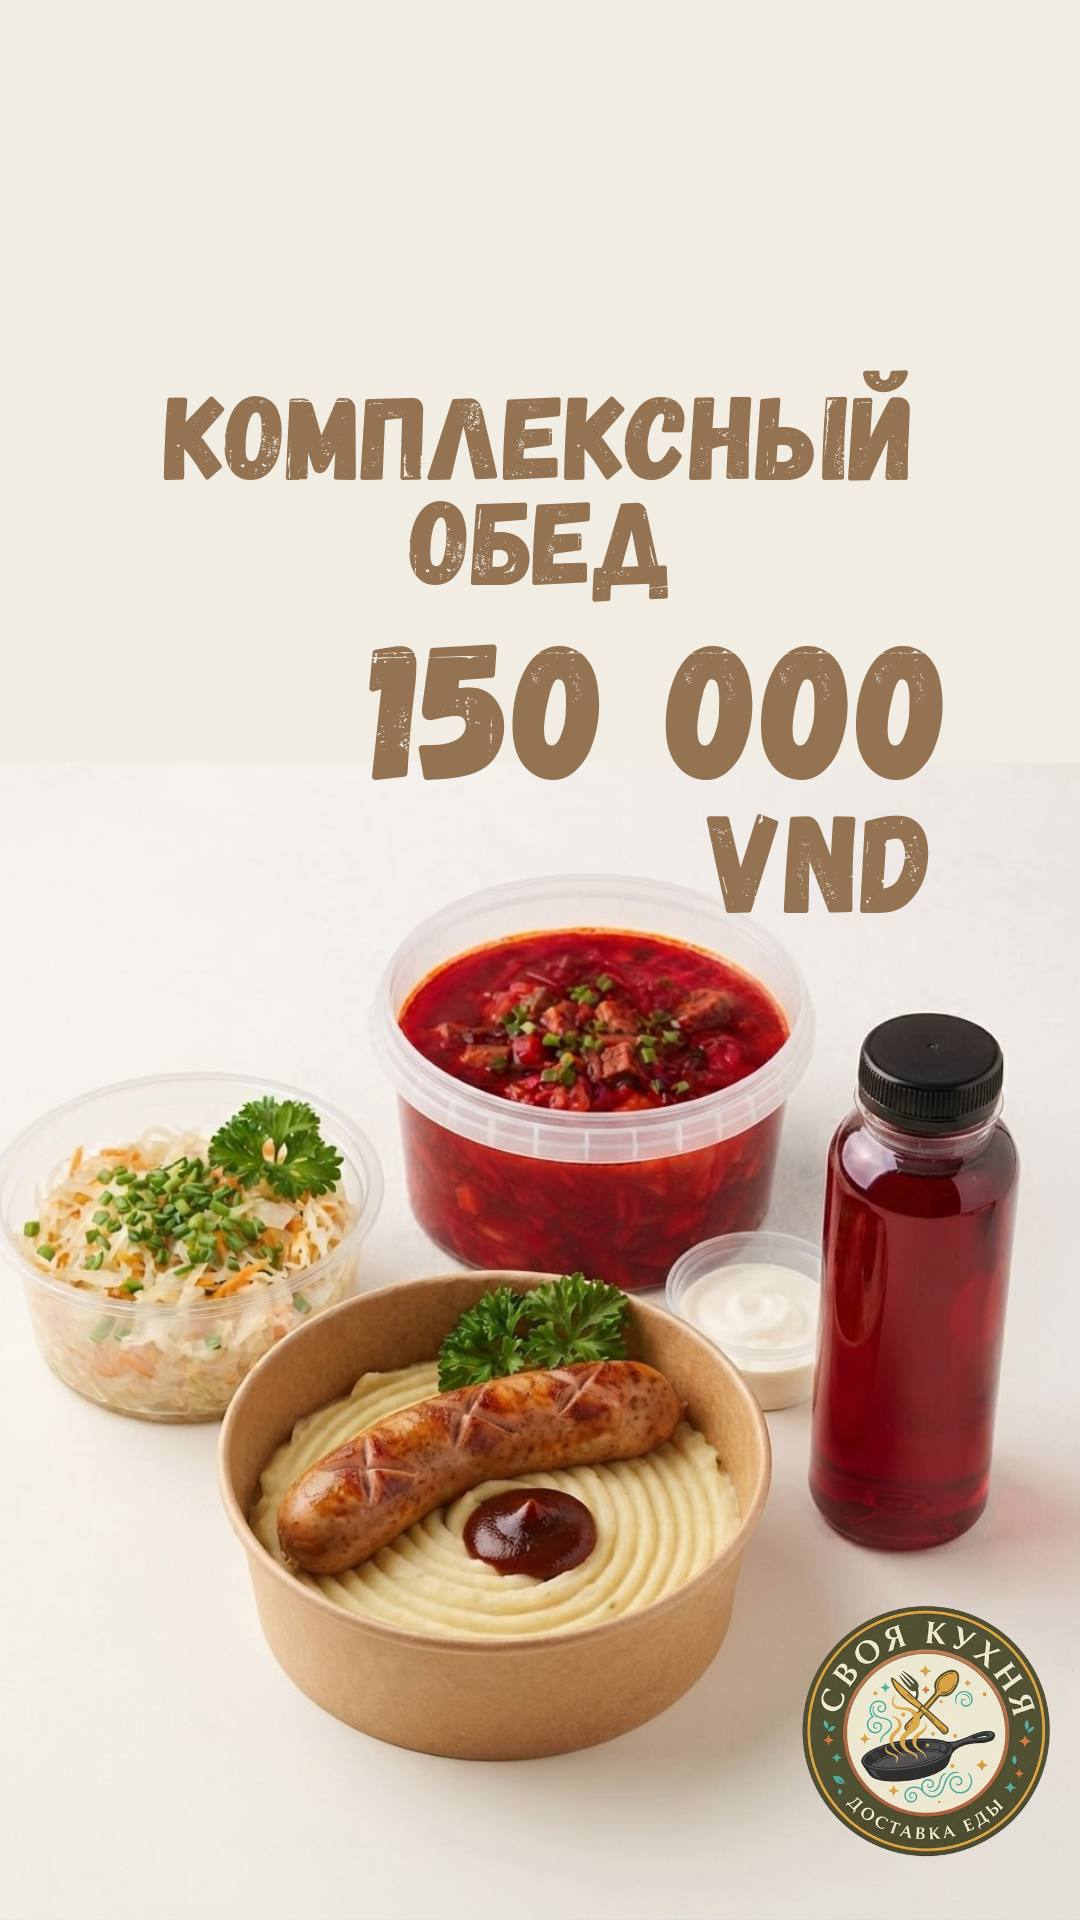 КОМПЛЕКСНЫЙ
ОБЕД
150 000
VND
СВОЯ КУХНЯ
ДОСТАВКА ЕДЫ